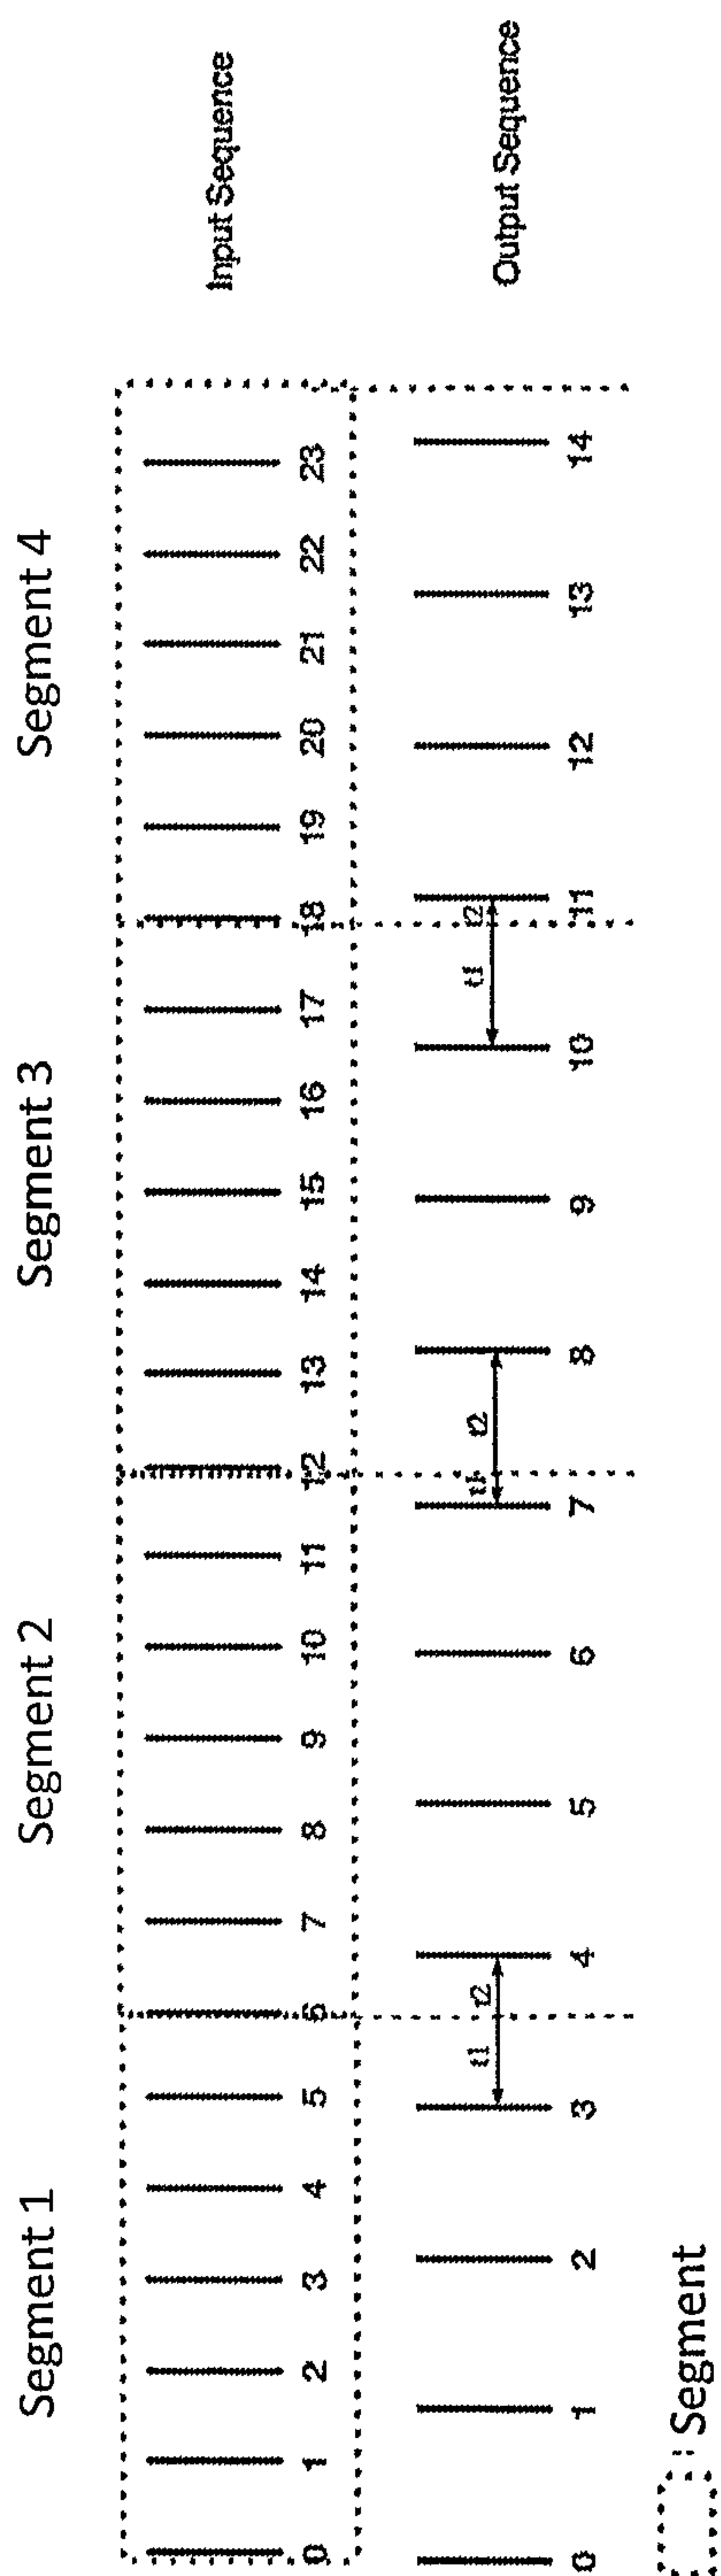 Segment 1 Segment 2 Segment 3 Segment 4
0 1 2 3 4 5 6 7 8 9 10 11 12 13 14 15 16 17 18 19 20 21 22 23
Input Sequence
t1 t2 t1 t2 t1 t2
0 1 2 3 4 5 6 7 8 9 10 11 12 13 14
Output Sequence
: Segment